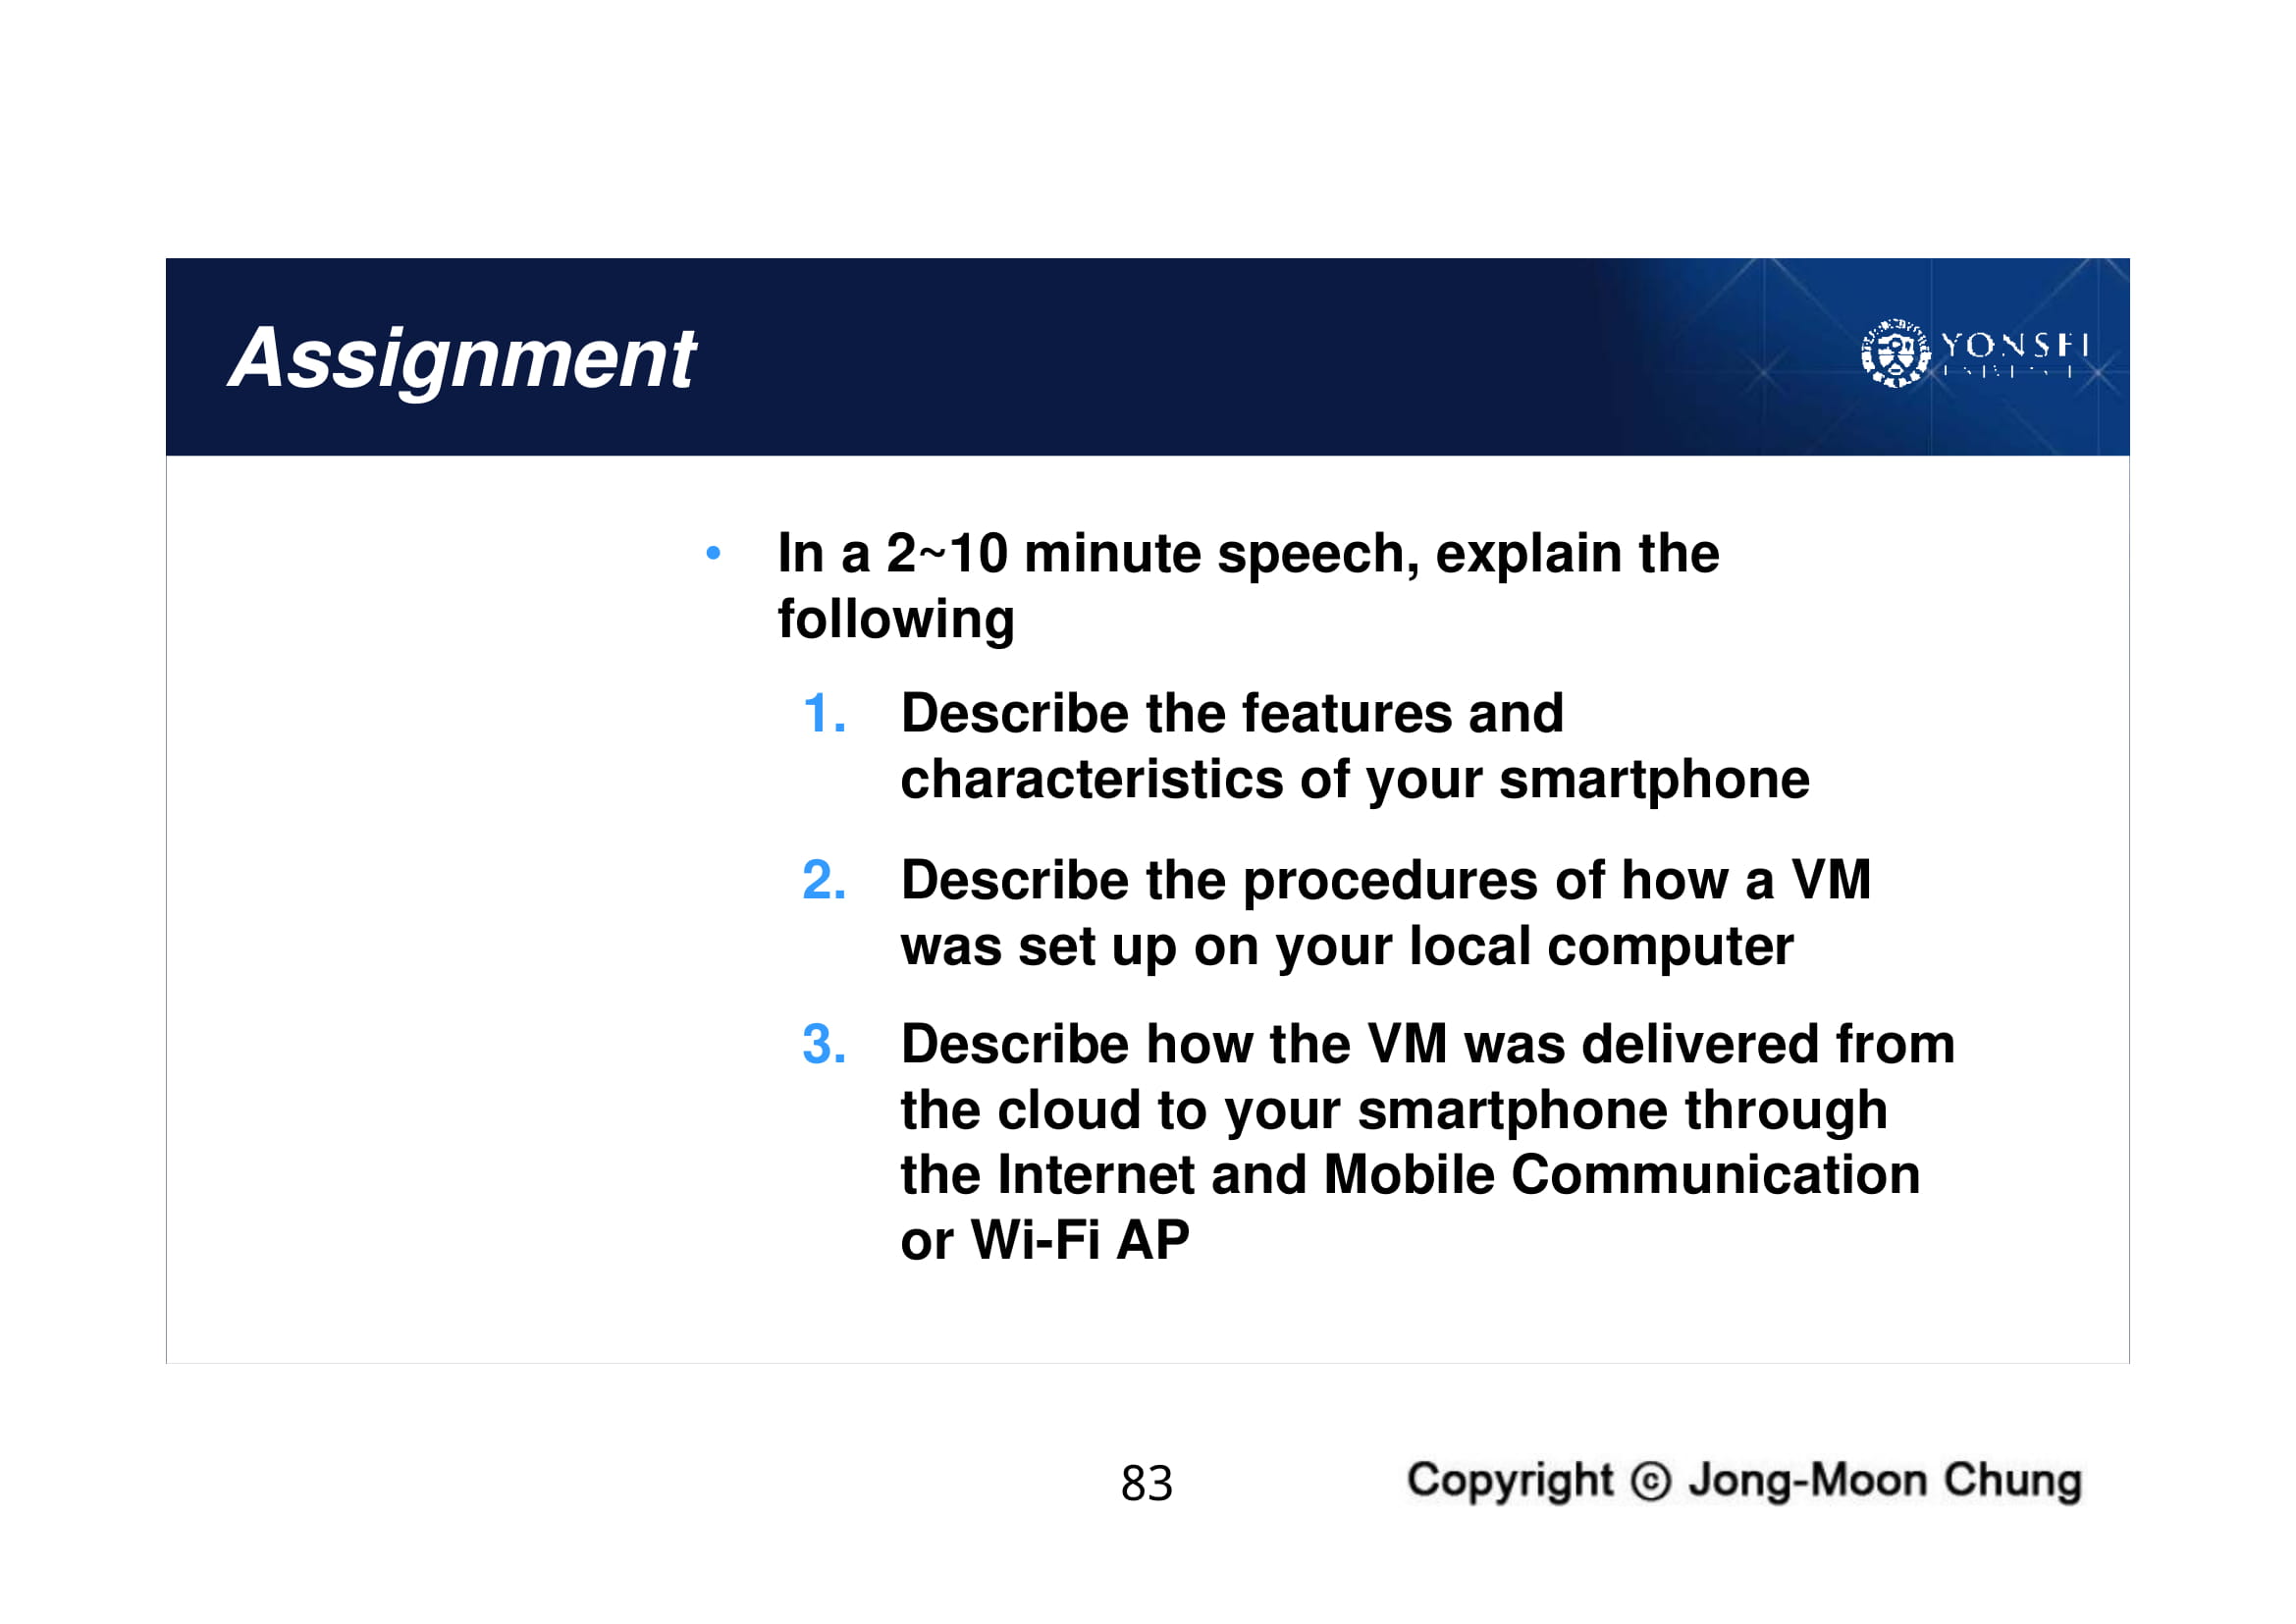 Assignment
YONSEI
• In a 2~10 minute speech, explain the
following
1. Describe the features and
characteristics of your smartphone
2. Describe the procedures of how a VM
was set up on your local computer
3. Describe how the VM was delivered from
the cloud to your smartphone through
the Internet and Mobile Communication
or Wi-Fi AP
83
Copyright ⓒ Jong-Moon Chung